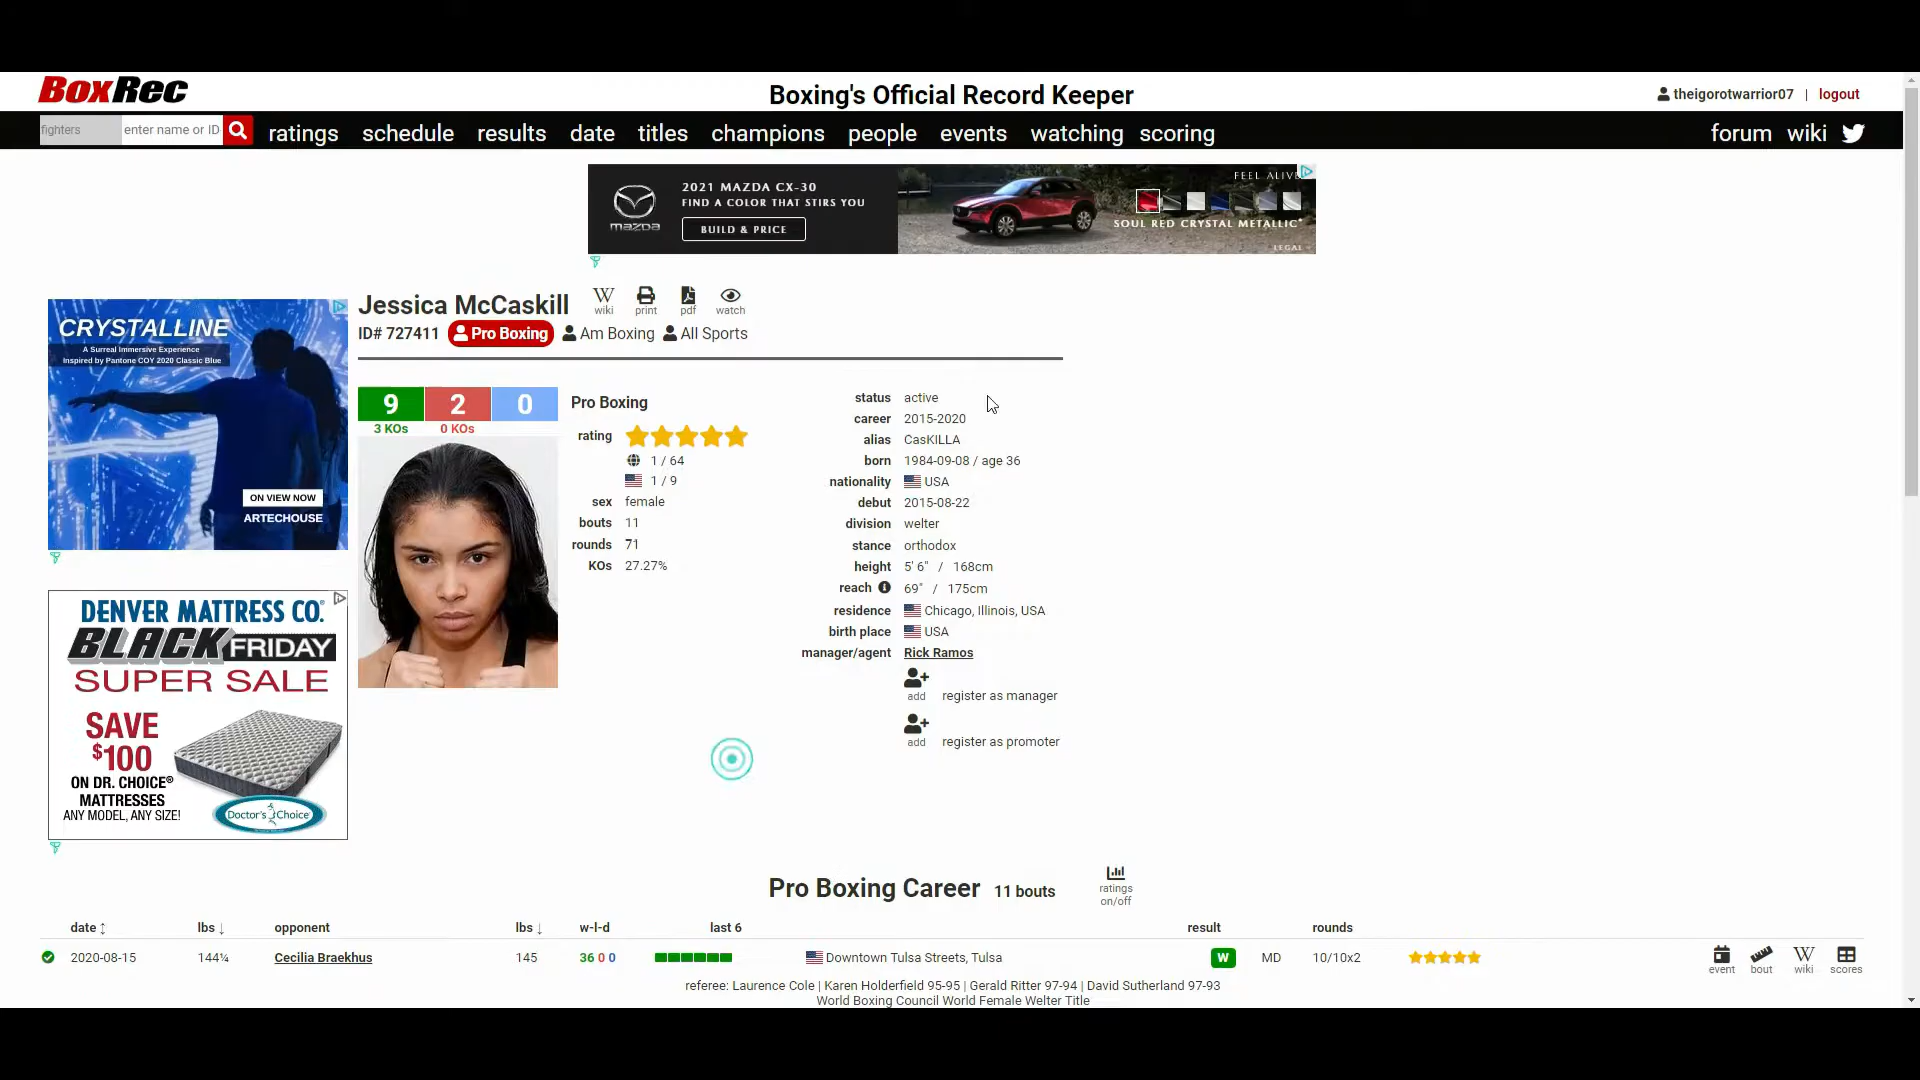 BoxRec
Boxing's Official Record Keeper
theigorotwarrior07 | logout
fighters enter name or ID ratings schedule results date titles champions people events watching scoring forum wiki
2021 MAZDA CX-30
FIND A COLOR THAT STIRS YOU
BUILD & PRICE
mazda
FEEL ALIVE
SOUL RED CRYSTAL METALLIC*
LEGAL
CRYSTALLINE
A Surreal Immersive Experience
Inspired by Pantone COY 2020 Classic Blue
ON VIEW NOW
ARTECHOUSE
DENVER MATTRESS CO.®
BLACK FRIDAY
SUPER SALE
SAVE
$100
ON DR. CHOICE®
MATTRESSES
ANY MODEL, ANY SIZE!
Doctor's Choice®
Jessica McCaskill
wiki print pdf watch
ID# 727411 Pro Boxing Am Boxing All Sports
9 2 0
3 KOs 0 KOs
Pro Boxing
rating
1 / 64
1 / 9
sex female
bouts 11
rounds 71
KOs 27.27%
status active
career 2015-2020
alias CasKILLA
born 1984-09-08 / age 36
nationality USA
debut 2015-08-22
division welter
stance orthodox
height 5' 6" / 168cm
reach 69" / 175cm
residence Chicago, Illinois, USA
birth place USA
manager/agent Rick Ramos
add register as manager
add register as promoter
Pro Boxing Career 11 bouts
ratings
on/off
date lbs opponent lbs w-l-d last 6 result rounds
2020-08-15 144¼ Cecilia Braekhus 145 36 0 0 Downtown Tulsa Streets, Tulsa W MD 10/10x2
event bout wiki scores
referee: Laurence Cole | Karen Holderfield 95-95 | Gerald Ritter 97-94 | David Sutherland 97-93
World Boxing Council World Female Welter Title